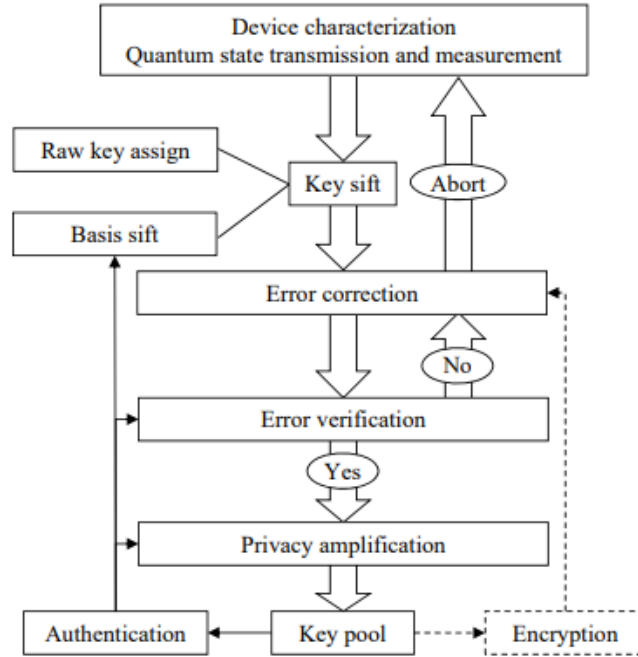 Device characterization
Quantum state transmission and measurement
Raw key assign
Key sift
Abort
Basis sift
Error correction
No
Error verification
Yes
Privacy amplification
Authentication
Key pool
Encryption